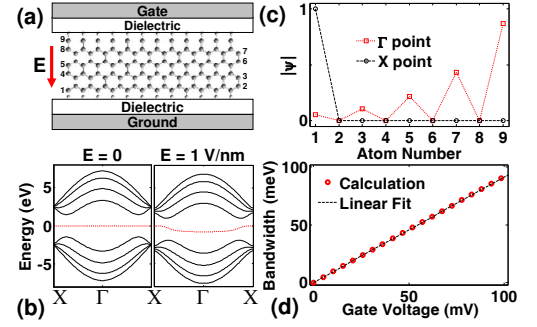 (a)
Gate
Dielectric
9
8
5
4
1
7
6
3
2
E
Dielectric
Ground
(c)
|ψ|
1
0
Γ point
X point
1 2 3 4 5 6 7 8 9
Atom Number
E = 0
E = 1 V/nm
Energy (eV)
5
0
-5
X Γ X Γ X
(b)
Bandwidth (meV)
80
40
0
Calculation
Linear Fit
0 50 100
Gate Voltage (mV)
(d)